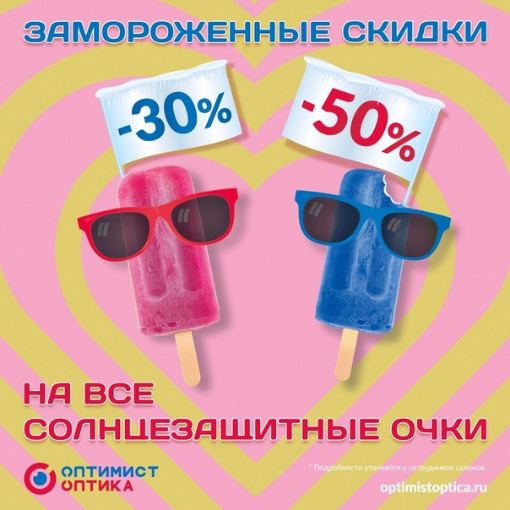 ЗАМОРОЖЕННЫЕ СКИДКИ
-30%
-50%
НА ВСЕ
СОЛНЦЕЗАЩИТНЫЕ ОЧКИ
ОПТИМИСТ
ОПТИКА
* Подробности уточняйте у сотрудников салонов.
optimistoptica.ru